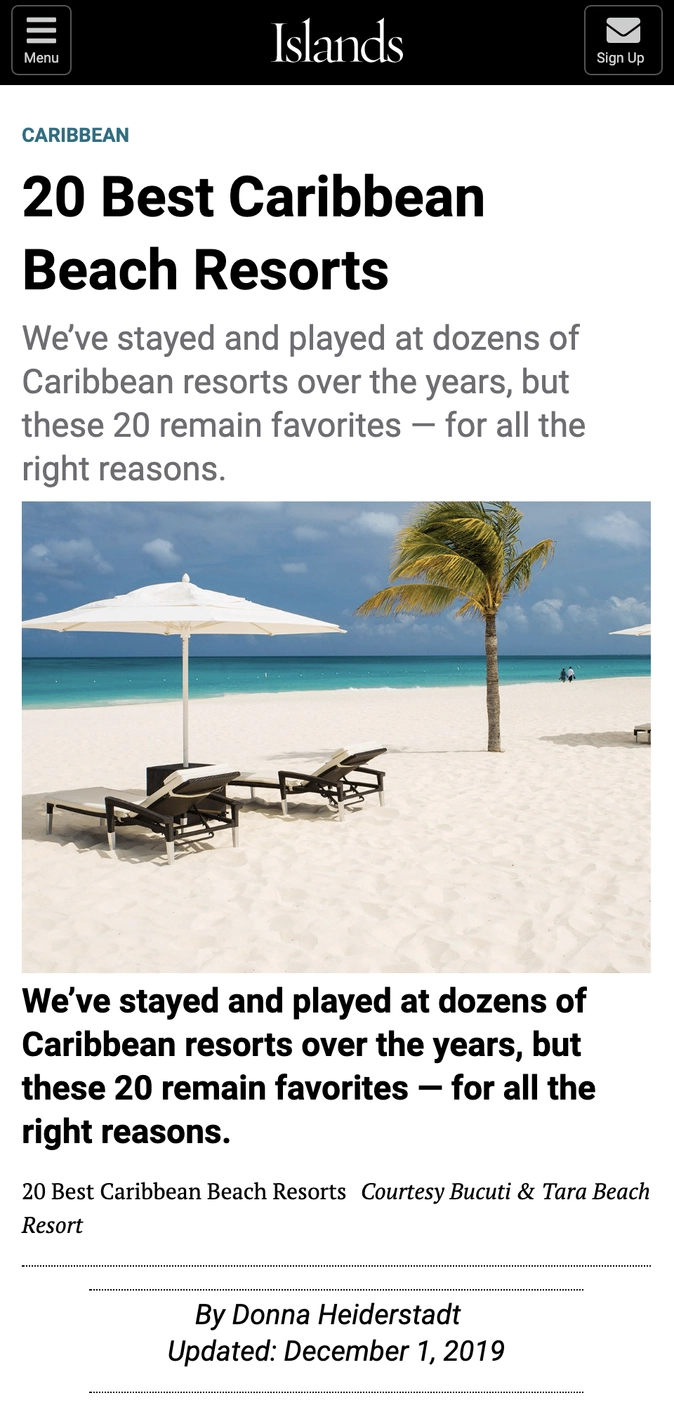 Menu
Islands
Sign Up
CARIBBEAN
20 Best Caribbean
Beach Resorts
We’ve stayed and played at dozens of
Caribbean resorts over the years, but
these 20 remain favorites — for all the
right reasons.
We’ve stayed and played at dozens of
Caribbean resorts over the years, but
these 20 remain favorites — for all the
right reasons.
20 Best Caribbean Beach Resorts Courtesy Bucuti & Tara Beach
Resort
By Donna Heiderstadt
Updated: December 1, 2019